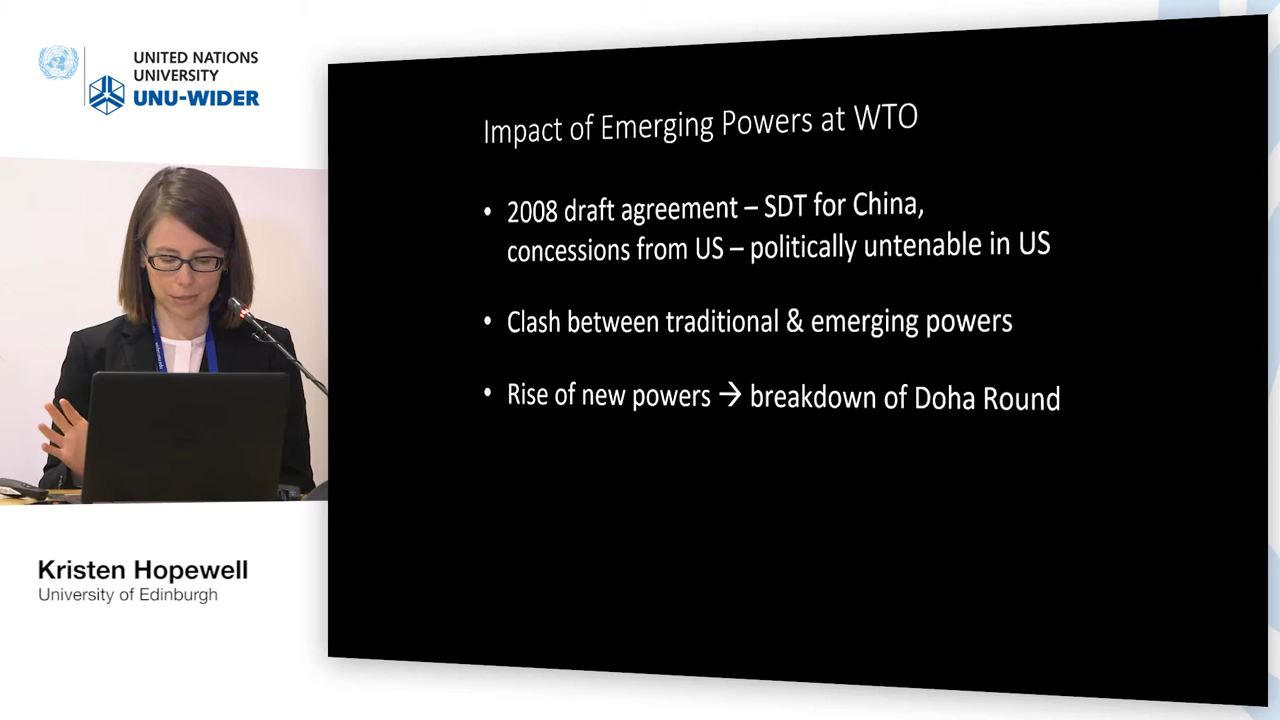 UNITED NATIONS
UNIVERSITY
UNU-WIDER
Impact of Emerging Powers at WTO
• 2008 draft agreement – SDT for China,
concessions from US – politically untenable in US
• Clash between traditional & emerging powers
• Rise of new powers → breakdown of Doha Round
Kristen Hopewell
University of Edinburgh